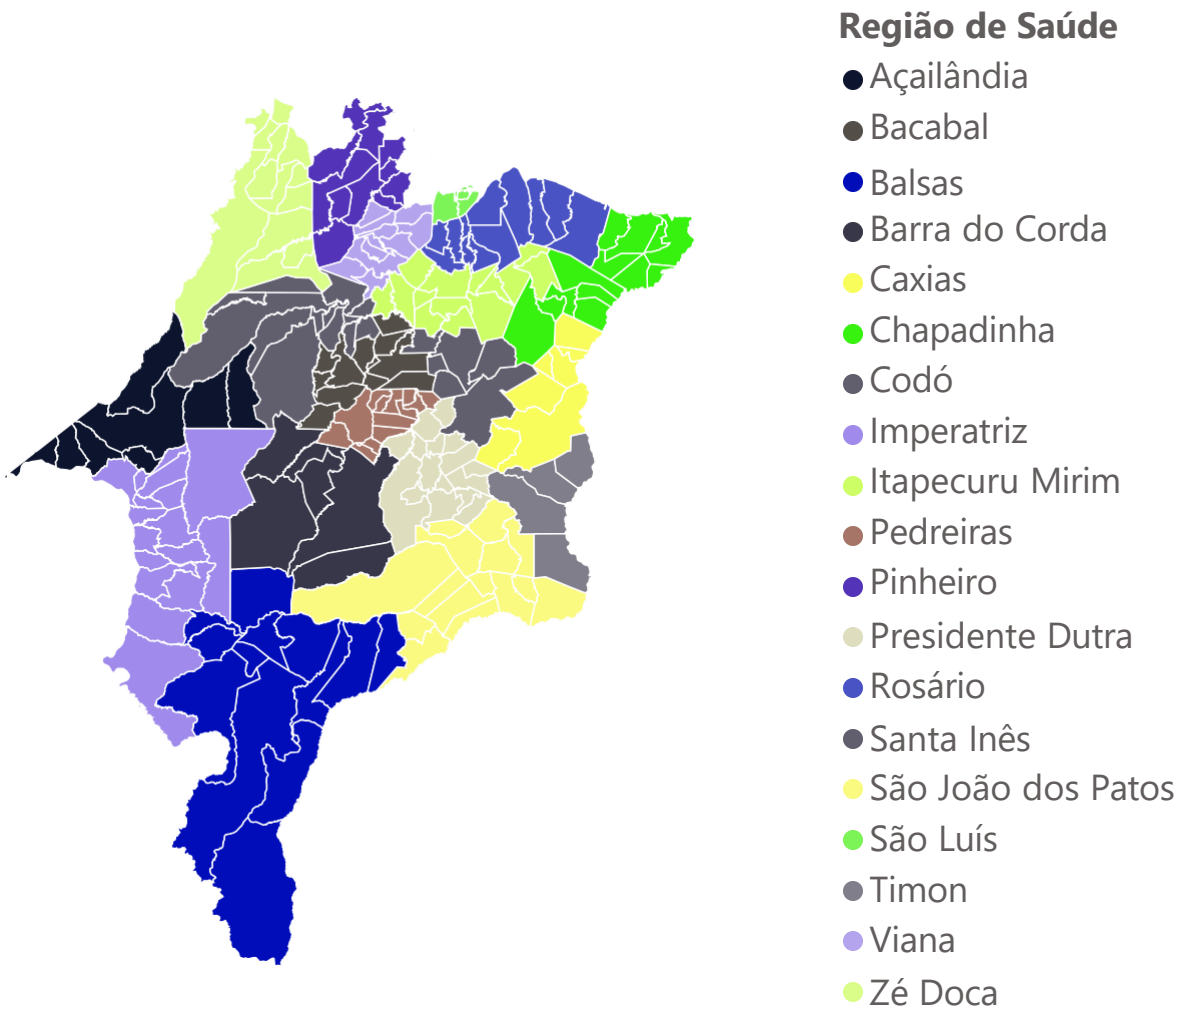 Região de Saúde
Açailândia
Bacabal
Balsas
Barra do Corda
Caxias
Chapadinha
Codó
Imperatriz
Itapecuru Mirim
Pedreiras
Pinheiro
Presidente Dutra
Rosário
Santa Inês
São João dos Patos
São Luís
Timon
Viana
Zé Doca